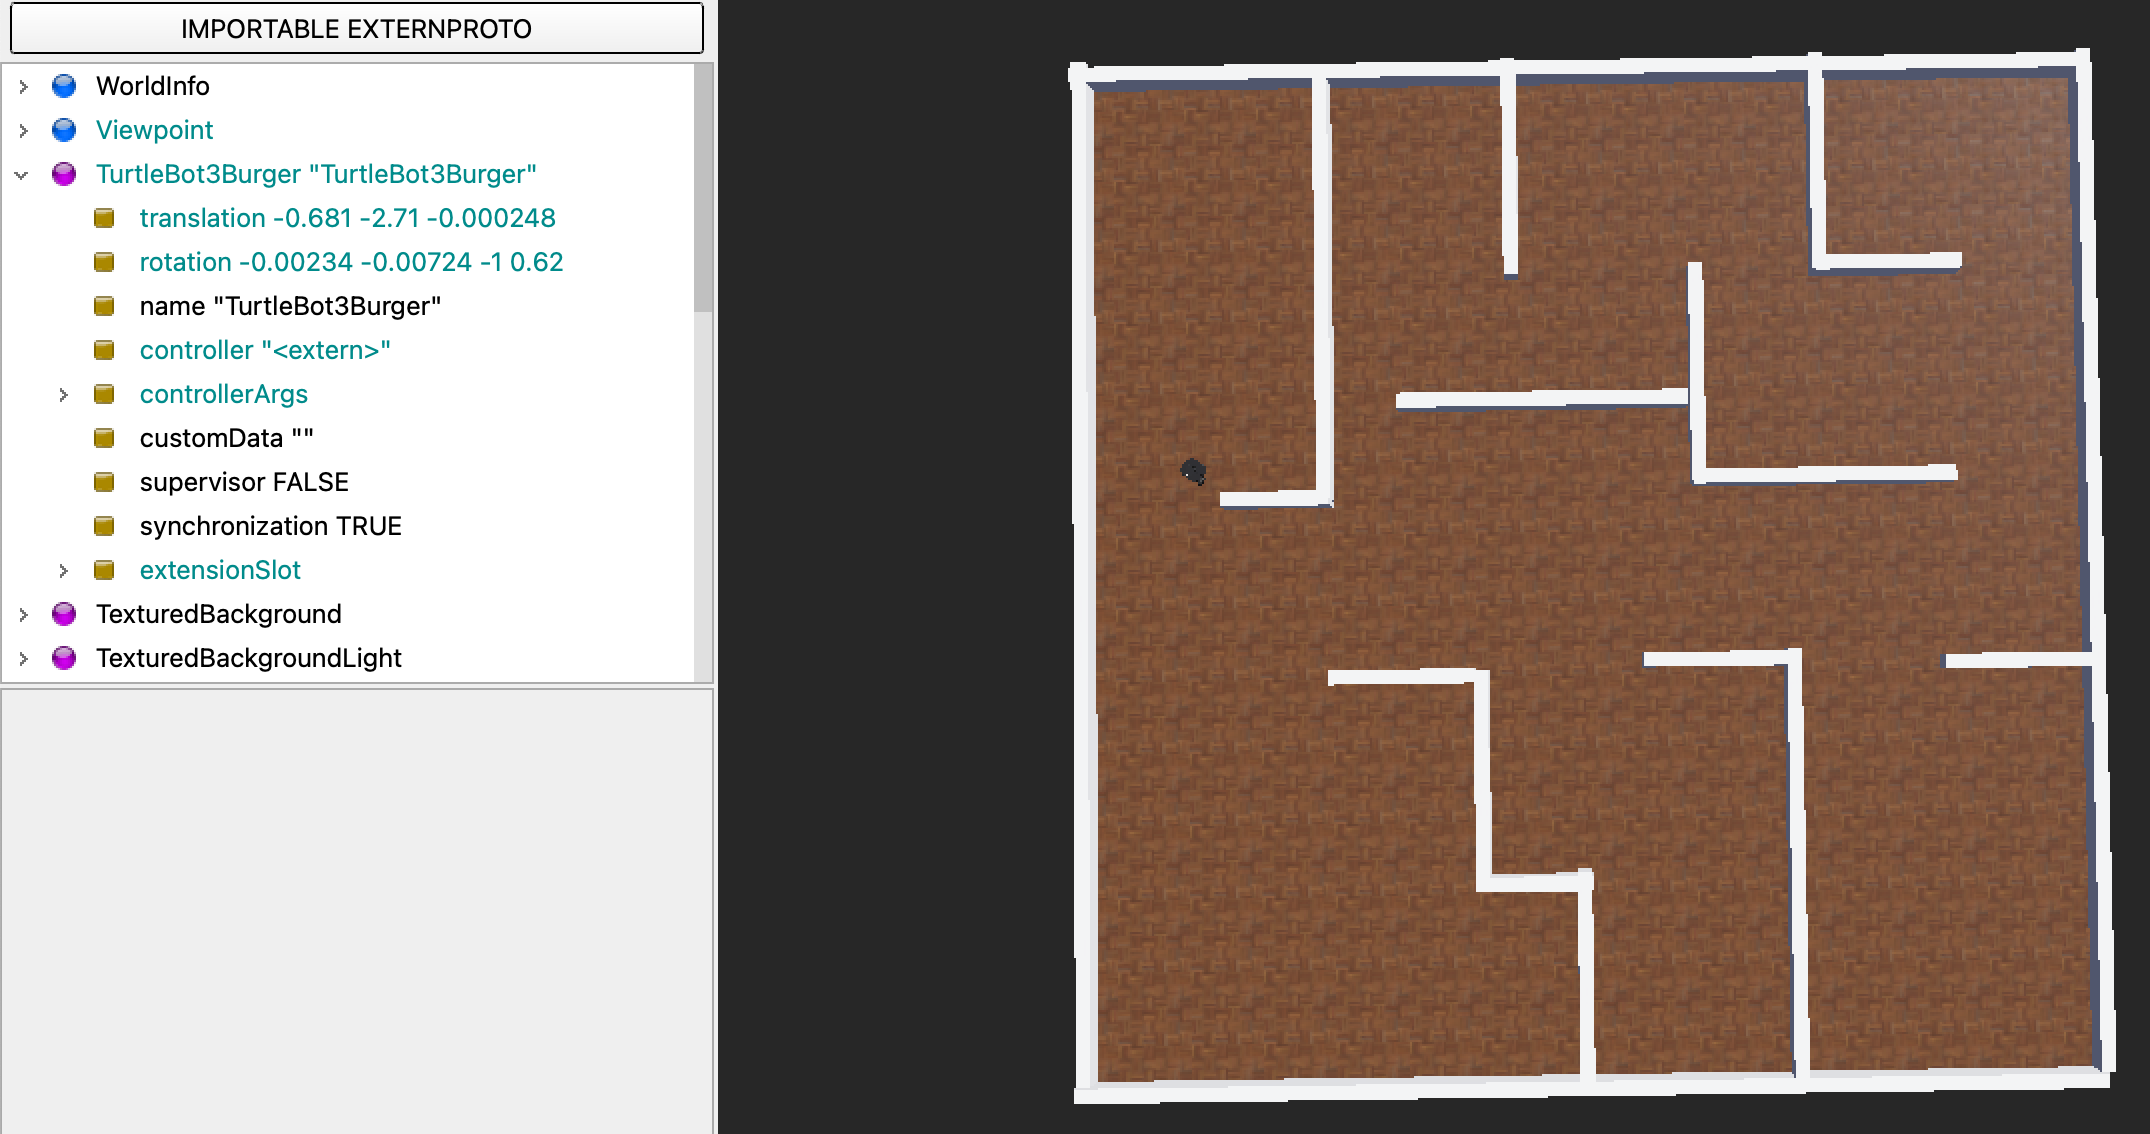 IMPORTABLE EXTERNPROTO
WorldInfo
Viewpoint
TurtleBot3Burger "TurtleBot3Burger"
translation -0.681 -2.71 -0.000248
rotation -0.00234 -0.00724 -1 0.62
name "TurtleBot3Burger"
controller "<extern>"
controllerArgs
customData ""
supervisor FALSE
synchronization TRUE
extensionSlot
TexturedBackground
TexturedBackgroundLight